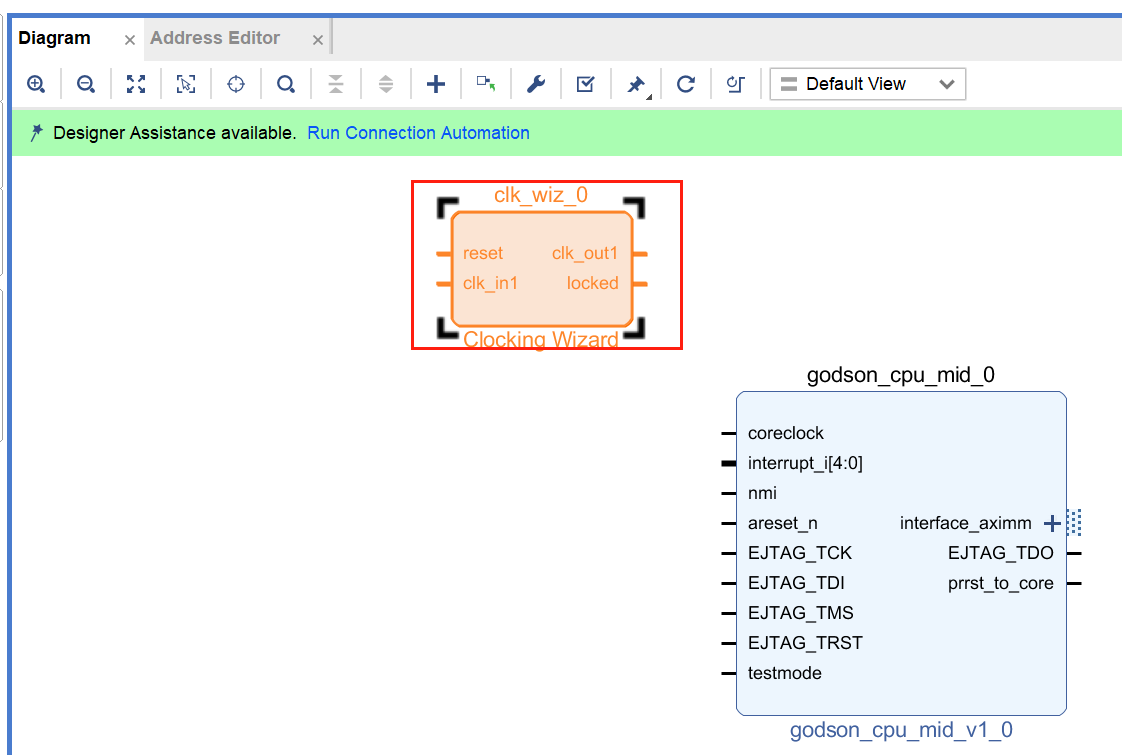 Diagram × Address Editor ×
Default View
Designer Assistance available. Run Connection Automation
clk_wiz_0
reset clk_out1
clk_in1 locked
Clocking Wizard
godson_cpu_mid_0
coreclock
interrupt_i[4:0]
nmi
areset_n interface_aximm
EJTAG_TCK EJTAG_TDO
EJTAG_TDI prrst_to_core
EJTAG_TMS
EJTAG_TRST
testmode
godson_cpu_mid_v1_0